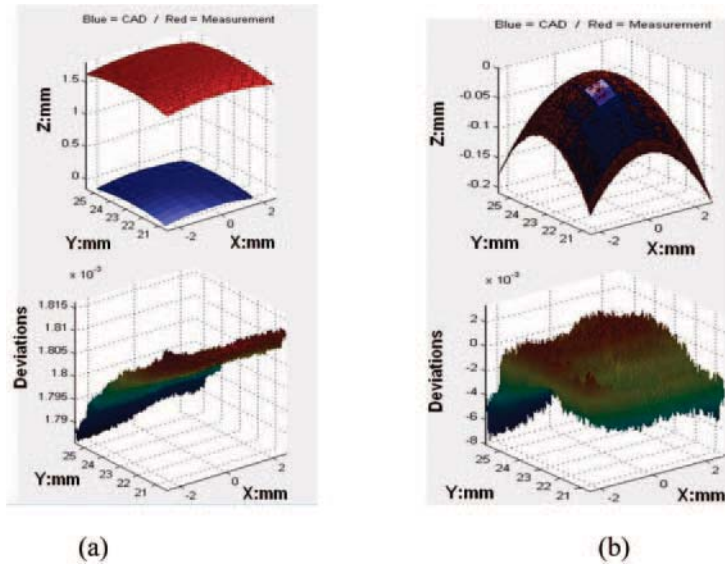 Blue = CAD / Red = Measurement
Z:mm
1.5
1
0.5
0
25
24
23
22
21
Y:mm
-2
0
2
X:mm
x 10⁻³
Deviations
1.815
1.81
1.805
1.8
1.795
1.79
25
24
23
22
21
Y:mm
-2
0
2
X:mm
(a)
Blue = CAD / Red = Measurement
Z:mm
0
-0.05
-0.1
-0.15
-0.2
25
24
23
22
21
Y:mm
-2
0
2
X:mm
x 10⁻³
Deviations
2
0
-2
-4
-6
-8
25
24
23
22
21
Y:mm
-2
0
2
X:mm
(b)